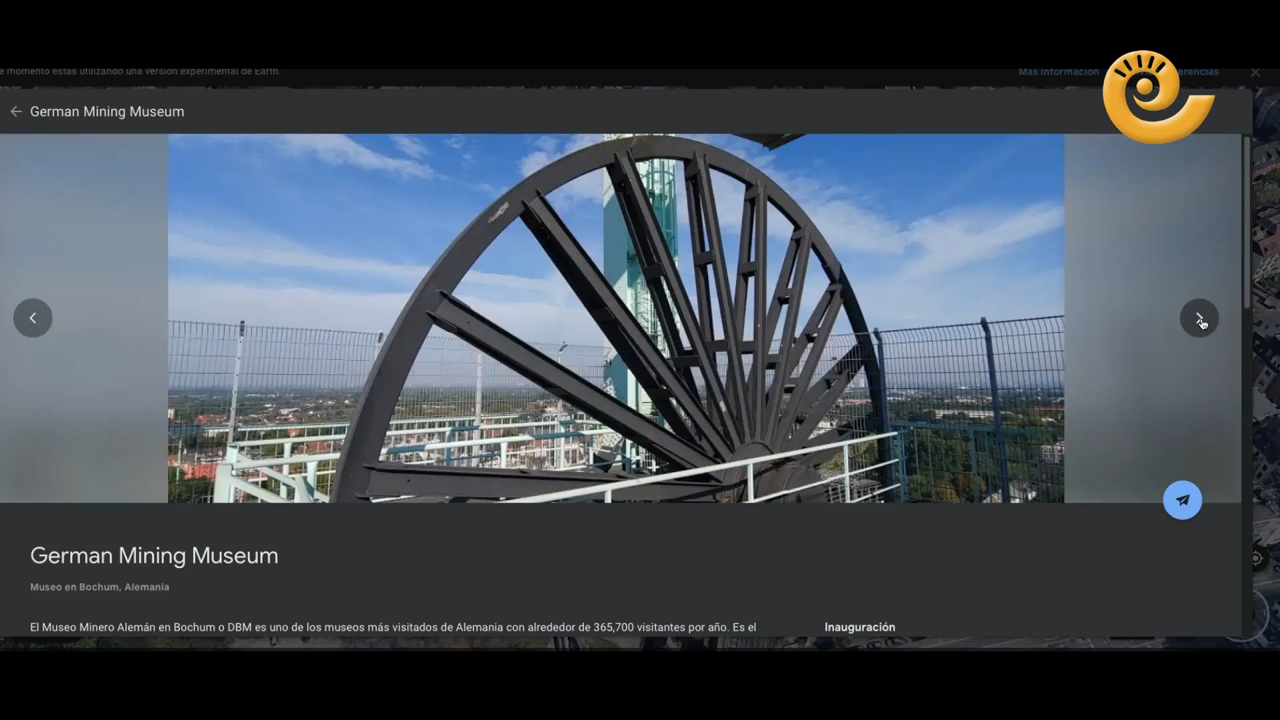 e momento estás utilizando una versión experimental de Earth.
Más información
German Mining Museum
German Mining Museum
Museo en Bochum, Alemania
El Museo Minero Alemán en Bochum o DBM es uno de los museos más visitados de Alemania con alrededor de 365,700 visitantes por año. Es el
Inauguración